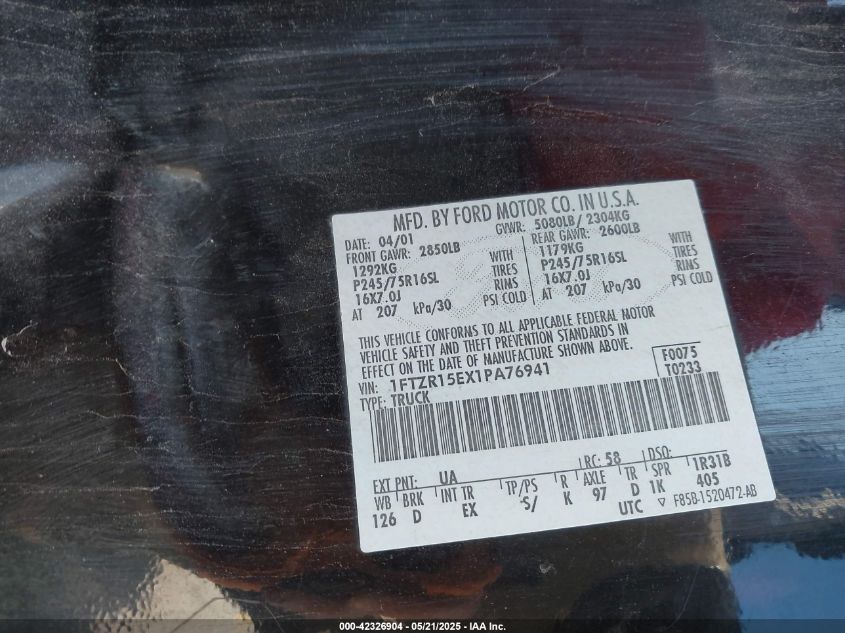 MFD. BY FORD MOTOR CO. IN U.S.A.
DATE: 04/01 GVWR: 5080LB/ 2304KG
FRONT GAWR: 2850LB REAR GAWR: 2600LB
1292KG WITH 1179KG WITH
P245/75R16SL TIRES P245/75R16SL TIRES
16X7.0J RINS 16X7.0J RINS
AT 207 kPa/30 PSI COLD AT 207 kPa/30 PSI COLD
THIS VEHICLE CONFORMS TO ALL APPLICABLE FEDERAL MOTOR
VEHICLE SAFETY AND THEFT PREVENTION STANDARDS IN
EFFECT ON THE DATE OF MANUFACTURE SHOWN ABOVE.
VIN: 1FTZR15EX1PA76941 F0075
TYPE: TRUCK T0233
EXT PNT: UA RC: 58 DSO:
WB BRK INT TR TP/PS R AXLE TR SPR 1R31B
126 D EX S/ K 97 D 1K 405
UTC ▽ F85B-1520472-AB
000-42326904 - 05/21/2025 - IAA Inc.